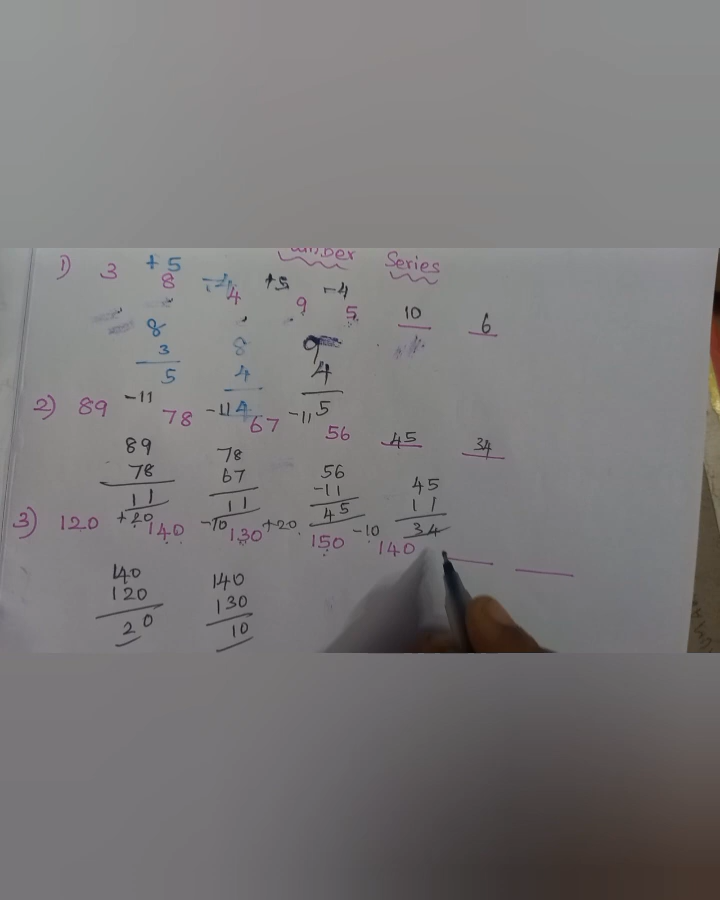 Number Series
1) 3 +5 8 -4 4 +5 9 -4 5 10 6
8 8 9
3 4 4
5 4 5
2) 89 -11 78 -11 67 -11 56 45 34
89 78 56 45
78 67 -11 11
11 11 45 34
3) 120 +20 140 -10 130 +20 150 -10 140
140 140
120 130
20 10